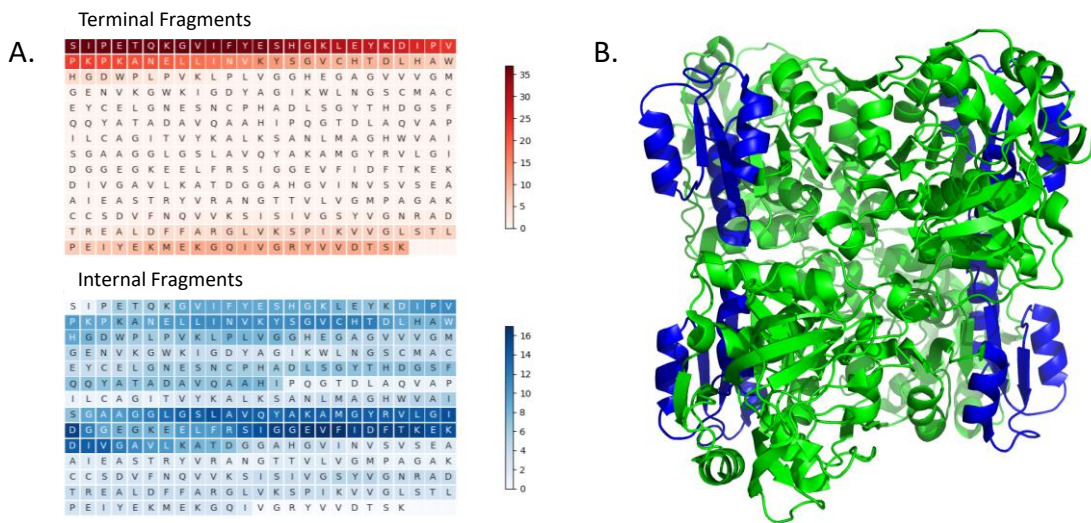 Terminal Fragments
A.
S I P E T Q K G V I F Y E S H G K L E Y K D I P V
P K P K A N E L L I N V K Y S G V C H T D L H A W
H G D W P L P V K L P L V G G H E G A G V V V G M
G E N V K G W K I G D Y A G I K W L N G S C M A C
E Y C E L G N E S N C P H A D L S G Y T H D G S F
Q Q Y A T A D A V Q A A H I P Q G T D L A Q V A P
I L C A G I T V Y K A L K S A N L M A G H W V A I
S G A A G G L G S L A V Q Y A K A M G Y R V L G I
D G G E G K E E L F R S I G G E V F I D F T K E K
D I V G A V L K A T D G G A H G V I N V S V S E A
A I E A S T R Y V R A N G T T V L V G M P A G A K
C C S D V F N Q V V K S I S I V G S Y V G N R A D
T R E A L D F F A R G L V K S P I K V V G L S T L
P E I Y E K M E K G Q I V G R Y V V D T S K
35
30
25
20
15
10
5
0
Internal Fragments
S I P E T Q K G V I F Y E S H G K L E Y K D I P V
P K P K A N E L L I N V K Y S G V C H T D L H A W
H G D W P L P V K L P L V G G H E G A G V V V G M
G E N V K G W K I G D Y A G I K W L N G S C M A C
E Y C E L G N E S N C P H A D L S G Y T H D G S F
Q Q Y A T A D A V Q A A H I P Q G T D L A Q V A P
I L C A G I T V Y K A L K S A N L M A G H W V A I
S G A A G G L G S L A V Q Y A K A M G Y R V L G I
D G G E G K E E L F R S I G G E V F I D F T K E K
D I V G A V L K A T D G G A H G V I N V S V S E A
A I E A S T R Y V R A N G T T V L V G M P A G A K
C C S D V F N Q V V K S I S I V G S Y V G N R A D
T R E A L D F F A R G L V K S P I K V V G L S T L
P E I Y E K M E K G Q I V G R Y V V D T S K
16
14
12
10
8
6
4
2
0
B.